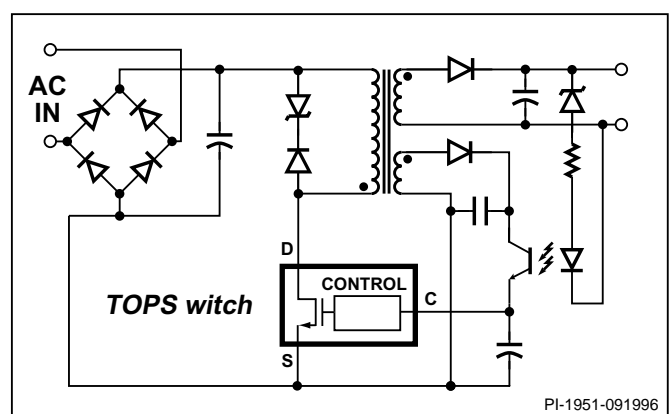 AC
IN
D
CONTROL
C
TOPS witch
S
PI-1951-091996